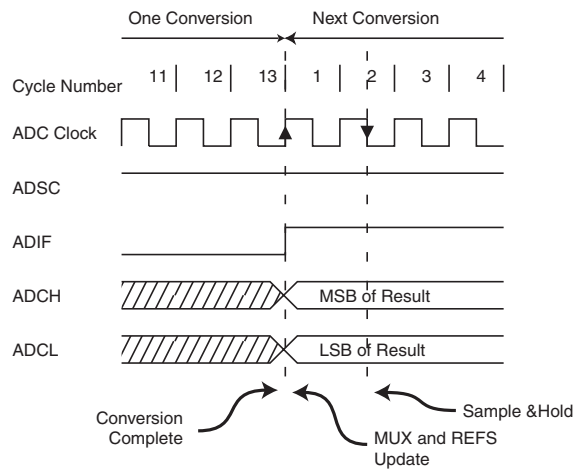 One Conversion Next Conversion
Cycle Number 11 12 13 1 2 3 4
ADC Clock
ADSC
ADIF
ADCH MSB of Result
ADCL LSB of Result
Conversion
Complete
MUX and REFS
Update
Sample &Hold